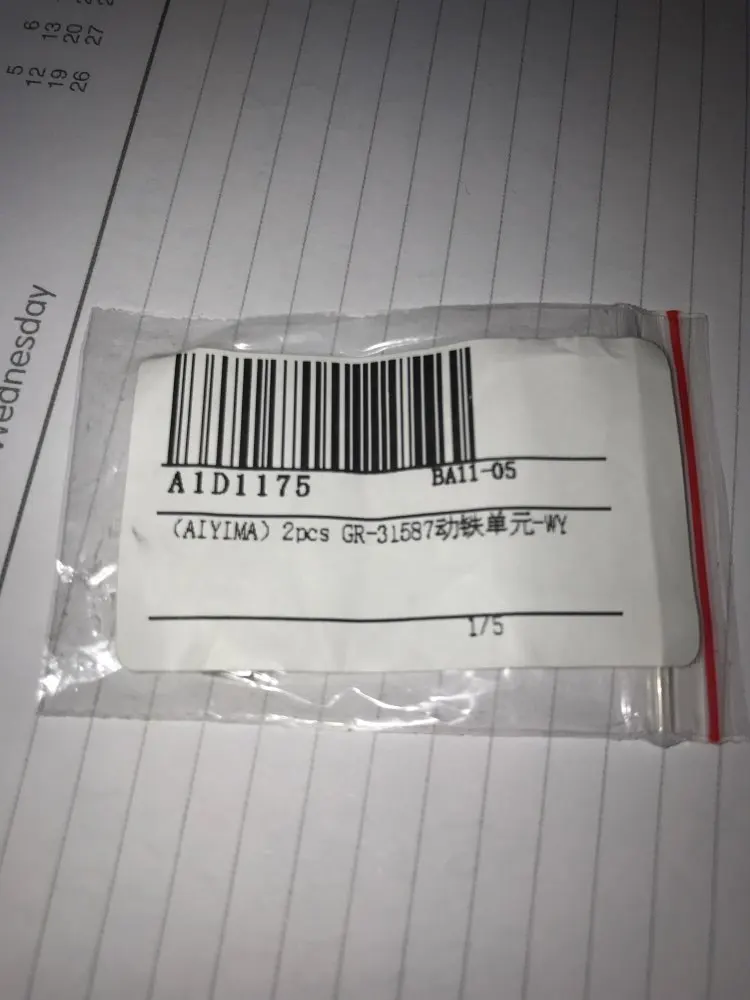 6 13 20 27
5 12 19 26
Wednesday
A1D1175
BA11-05
(AIYIMA) 2pcs GR-31587动铁单元-WY
1/5